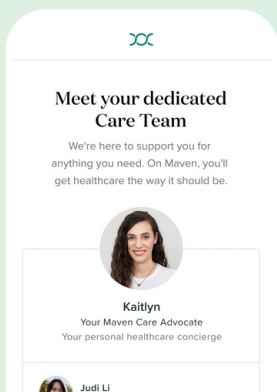 Meet your dedicated
Care Team
We're here to support you for
anything you need. On Maven, you'll
get healthcare the way it should be.
Kaitlyn
Your Maven Care Advocate
Your personal healthcare concierge
Judi Li